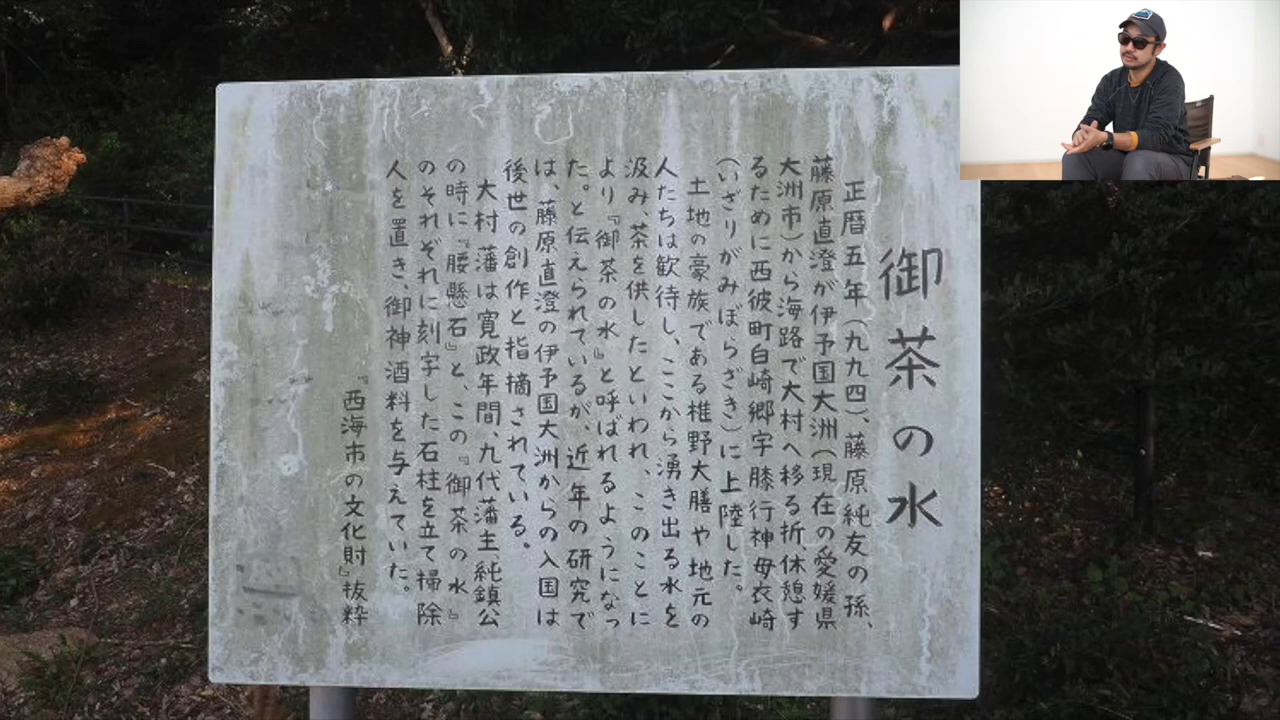 御茶の水
正暦五年(九九四)、藤原純友の孫、
藤原直澄が伊予国大洲(現在の愛媛県
大洲市)から海路で大村へ移る折、休憩す
るために西彼町白崎郷字膝行神母衣崎
(いざりがみぼらざき)に上陸した。
土地の豪族である椎野大膳や地元の
人たちは歓待し、ここから湧き出る水を
汲み、茶を供したといわれ、このことに
より『御茶の水』と呼ばれるようになっ
た。と伝えられているが、近年の研究で
は、藤原直澄の伊予国大洲からの入国は
後世の創作と指摘されている。
大村藩は寛政年間、九代藩主、純鎮公
の時に『腰懸石』と、この『御茶の水』
のそれぞれに刻字した石柱を立て掃除
人を置き、御神酒料を与えていた。
『西海市の文化財』抜粋